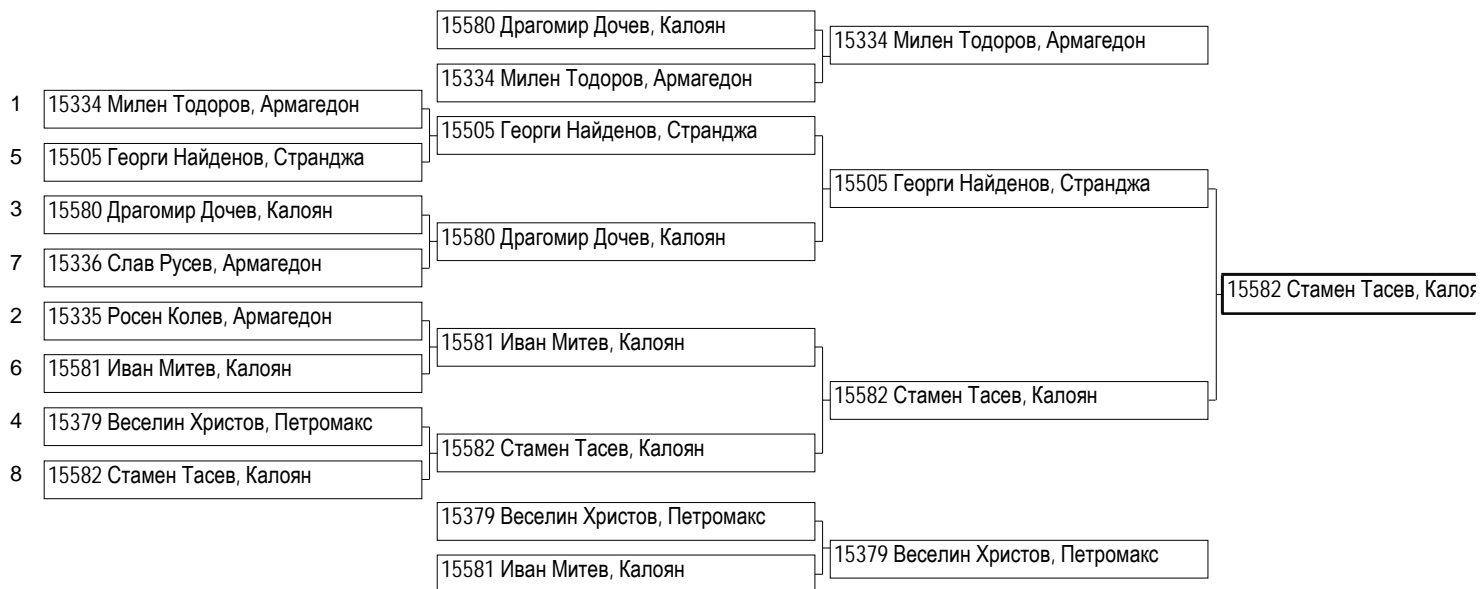 15580 Драгомир Дочев, Калоян
15334 Милен Тодоров, Армагедон
15334 Милен Тодоров, Армагедон
1 15334 Милен Тодоров, Армагедон
15505 Георги Найденов, Странджа
5 15505 Георги Найденов, Странджа
15505 Георги Найденов, Странджа
3 15580 Драгомир Дочев, Калоян
15580 Драгомир Дочев, Калоян
7 15336 Слав Русев, Армагедон
15582 Стамен Тасев, Кало
2 15335 Росен Колев, Армагедон
15581 Иван Митев, Калоян
6 15581 Иван Митев, Калоян
15582 Стамен Тасев, Калоян
4 15379 Веселин Христов, Петромакс
15582 Стамен Тасев, Калоян
8 15582 Стамен Тасев, Калоян
15379 Веселин Христов, Петромакс
15379 Веселин Христов, Петромакс
15581 Иван Митев, Калоян